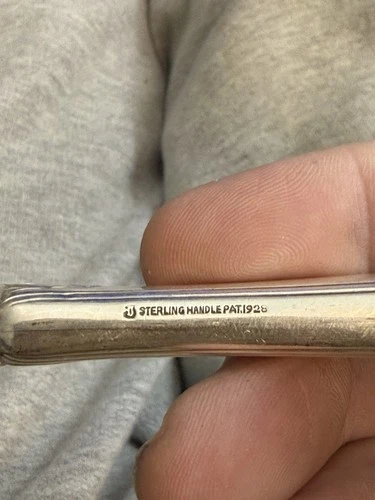 STERLING HANDLE PAT.1928